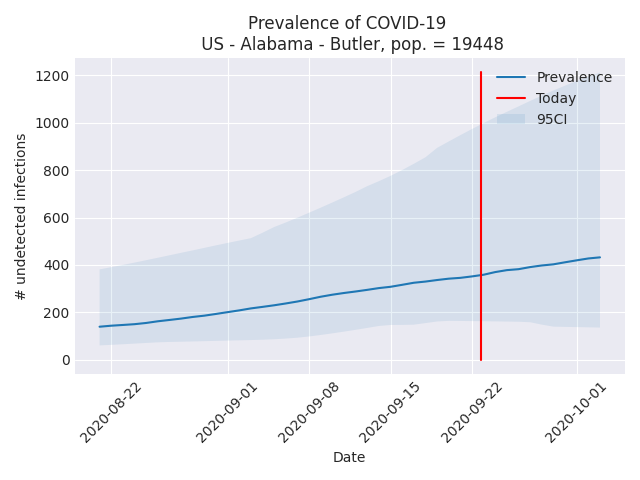 Prevalence of COVID-19
US - Alabama - Butler, pop. = 19448
Prevalence
Today
95CI
# undetected infections
1200
1000
800
600
400
200
0
2020-08-22
2020-09-01
2020-09-08
2020-09-15
2020-09-22
2020-10-01
Date